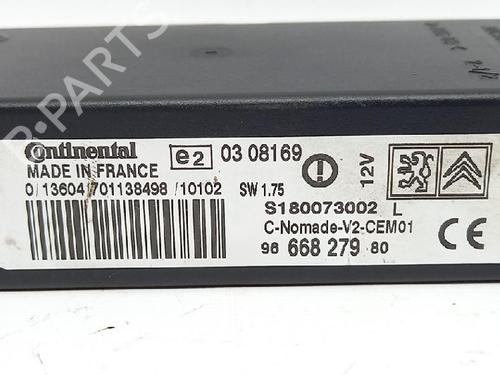 Continental
e2
03 08169
MADE IN FRANCE
12V
0/13604/701138498/10102
SW 1.75
S180073002 L
C-Nomade-V2-CEM01
96 668 279 80
CE
B-PARTS